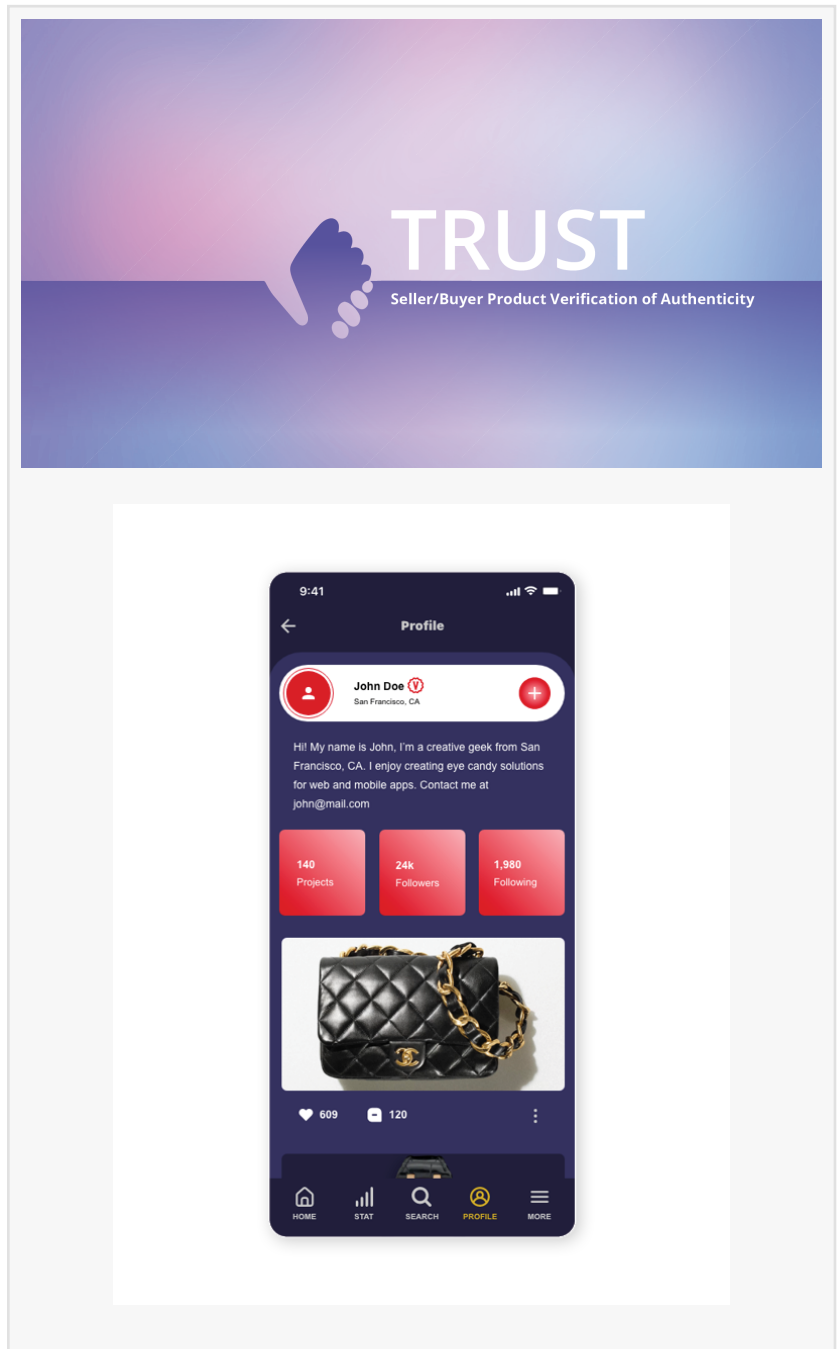 TRUST
Seller/Buyer Product Verification of Authenticity
9:41
Profile
John Doe V
San Francisco, CA
Hi! My name is John, I'm a creative geek from San
Francisco, CA. I enjoy creating eye candy solutions
for web and mobile apps. Contact me at
john@mail.com
140
Projects
24k
Followers
1,980
Following
609
120
HOME
STAT
SEARCH
PROFILE
MORE